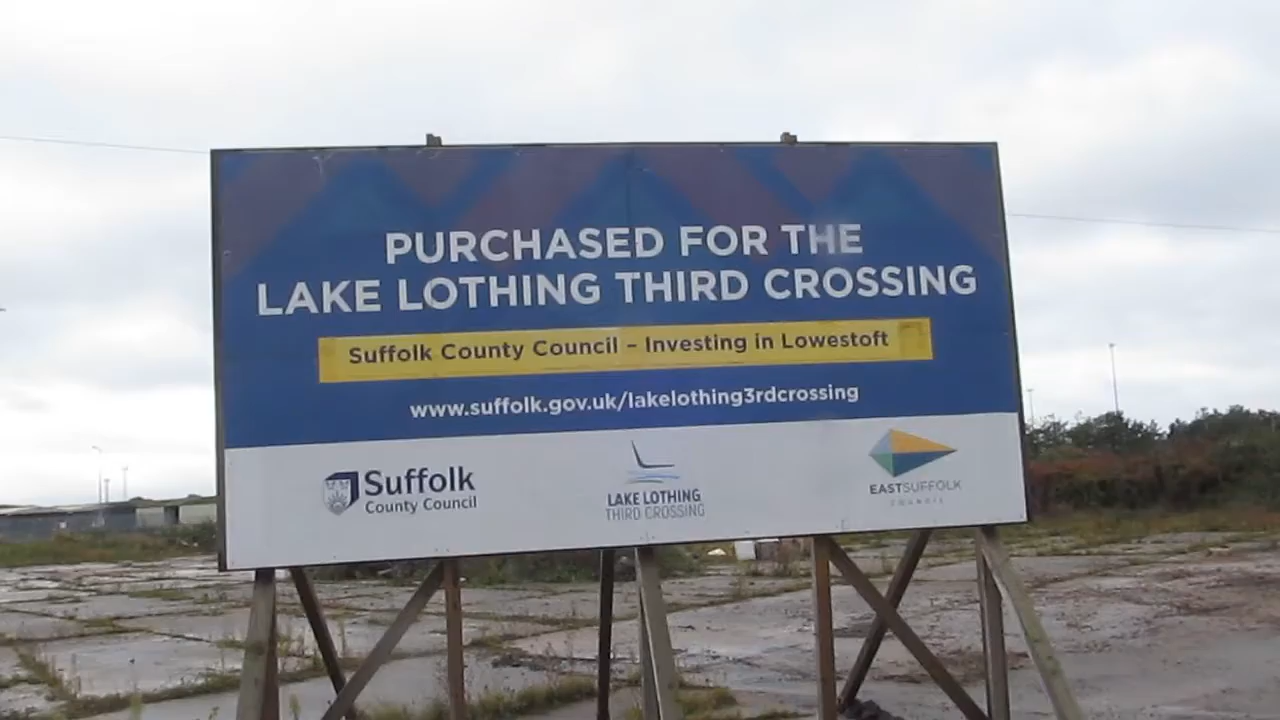 PURCHASED FOR THE
LAKE LOTHING THIRD CROSSING
Suffolk County Council – Investing in Lowestoft
www.suffolk.gov.uk/lakelothing3rdcrossing
Suffolk
County Council
LAKE LOTHING
THIRD CROSSING
EASTSUFFOLK
COUNCIL